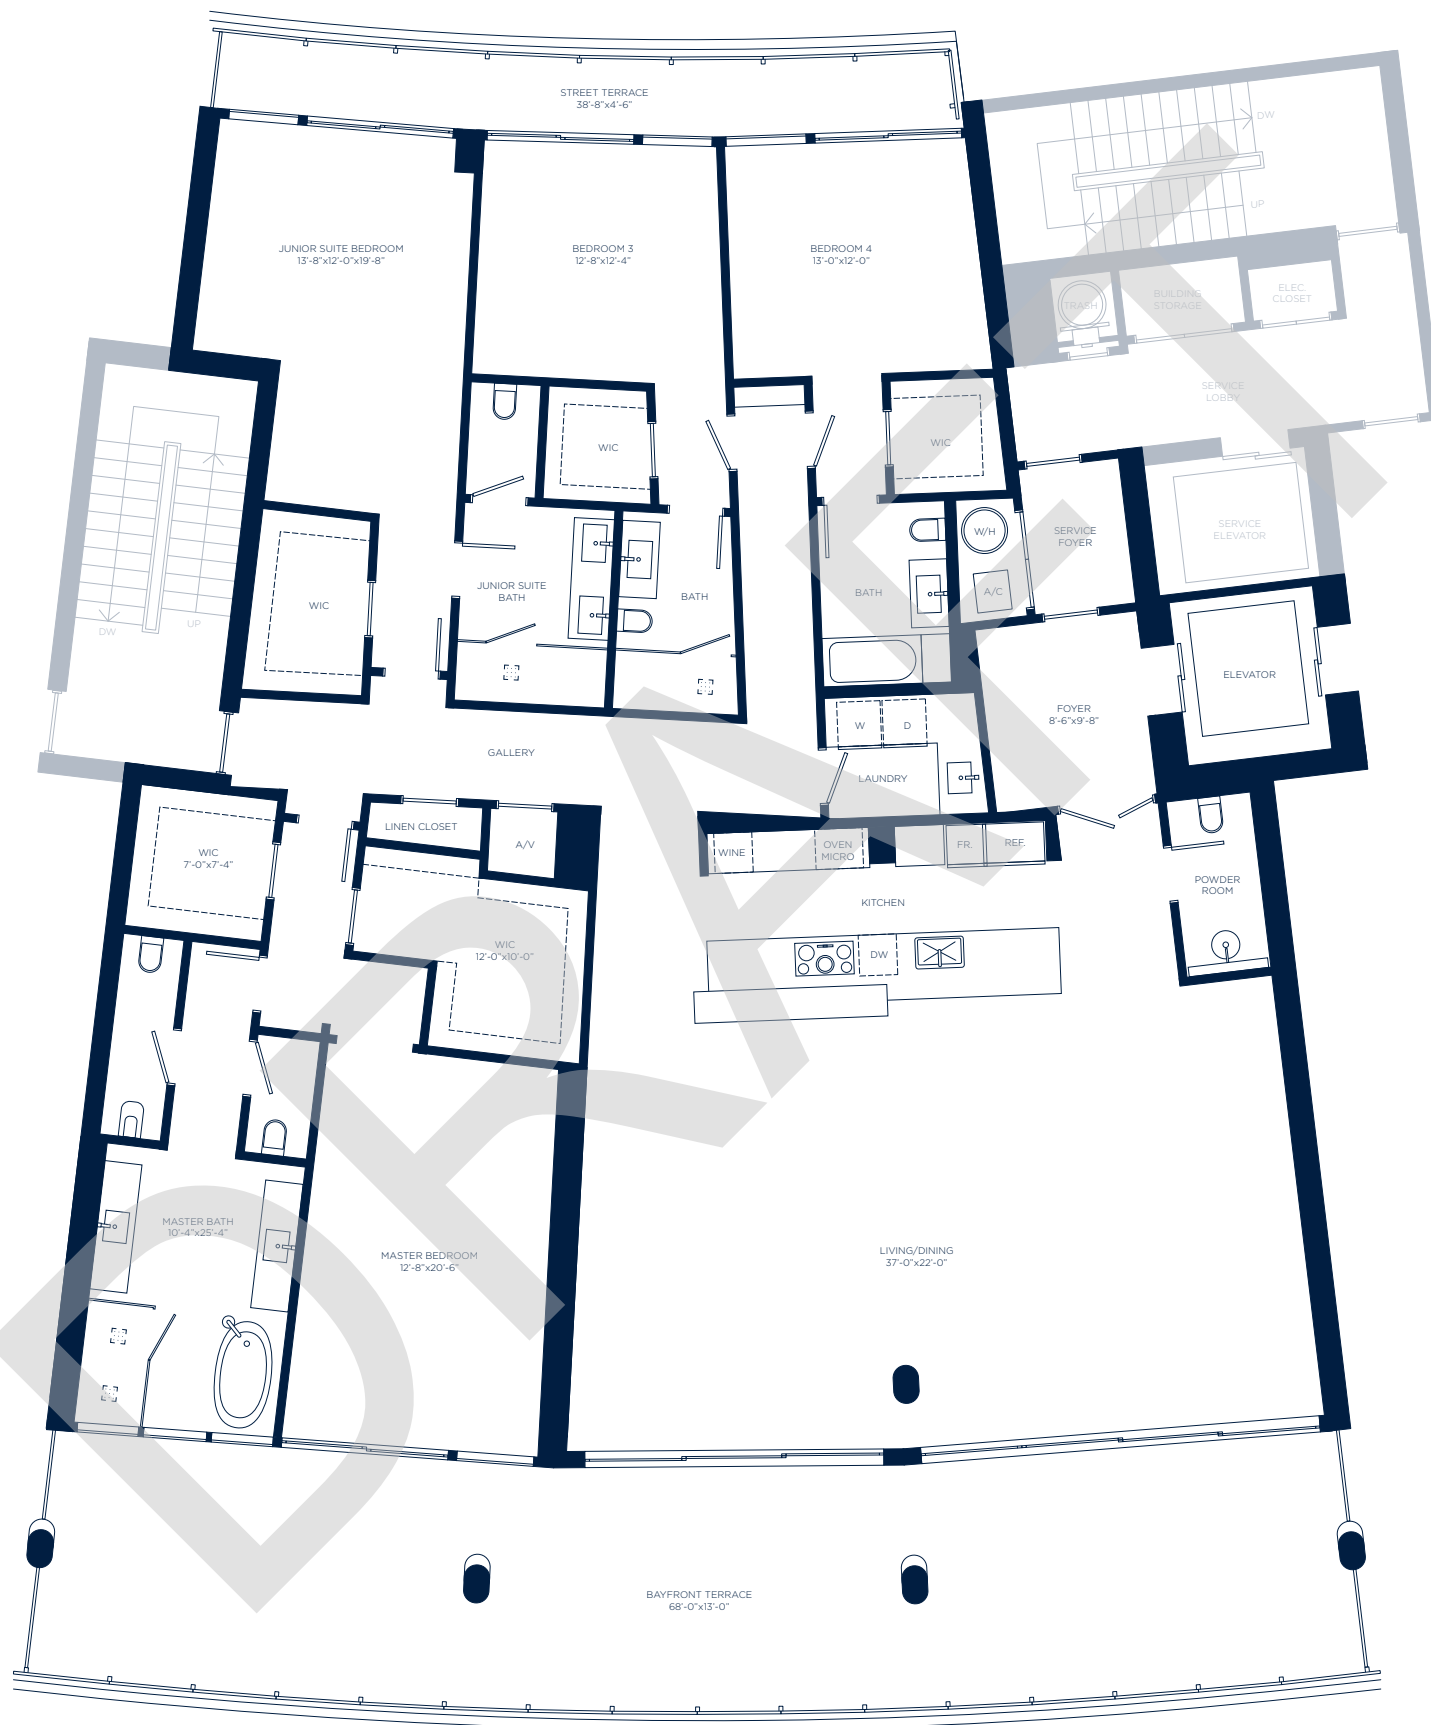 STREET TERRACE
38'-8"x4'-6"
DW
UP
JUNIOR SUITE BEDROOM
13'-8"x12'-0"x19'-8"
BEDROOM 3
12'-8"x12'-4"
BEDROOM 4
13'-0"x12'-0"
TRASH
BUILDING
STORAGE
ELEC.
CLOSET
SERVICE
LOBBY
WIC
WIC
W/H
SERVICE
FOYER
SERVICE
ELEVATOR
DW
UP
WIC
JUNIOR SUITE
BATH
BATH
BATH
A/C
ELEVATOR
FOYER
8'-6"x9'-8"
W
D
GALLERY
LAUNDRY
LINEN CLOSET
A/V
WIC
7'-0"x7'-4"
WINE
OVEN
MICRO
FR.
REF.
POWDER
ROOM
KITCHEN
WIC
12'-0"x10'-0"
DW
MASTER BATH
10'-4"x25'-4"
MASTER BEDROOM
12'-8"x20'-6"
LIVING/DINING
37'-0"x22'-0"
BAYFRONT TERRACE
68'-0"x13'-0"
DRAFT